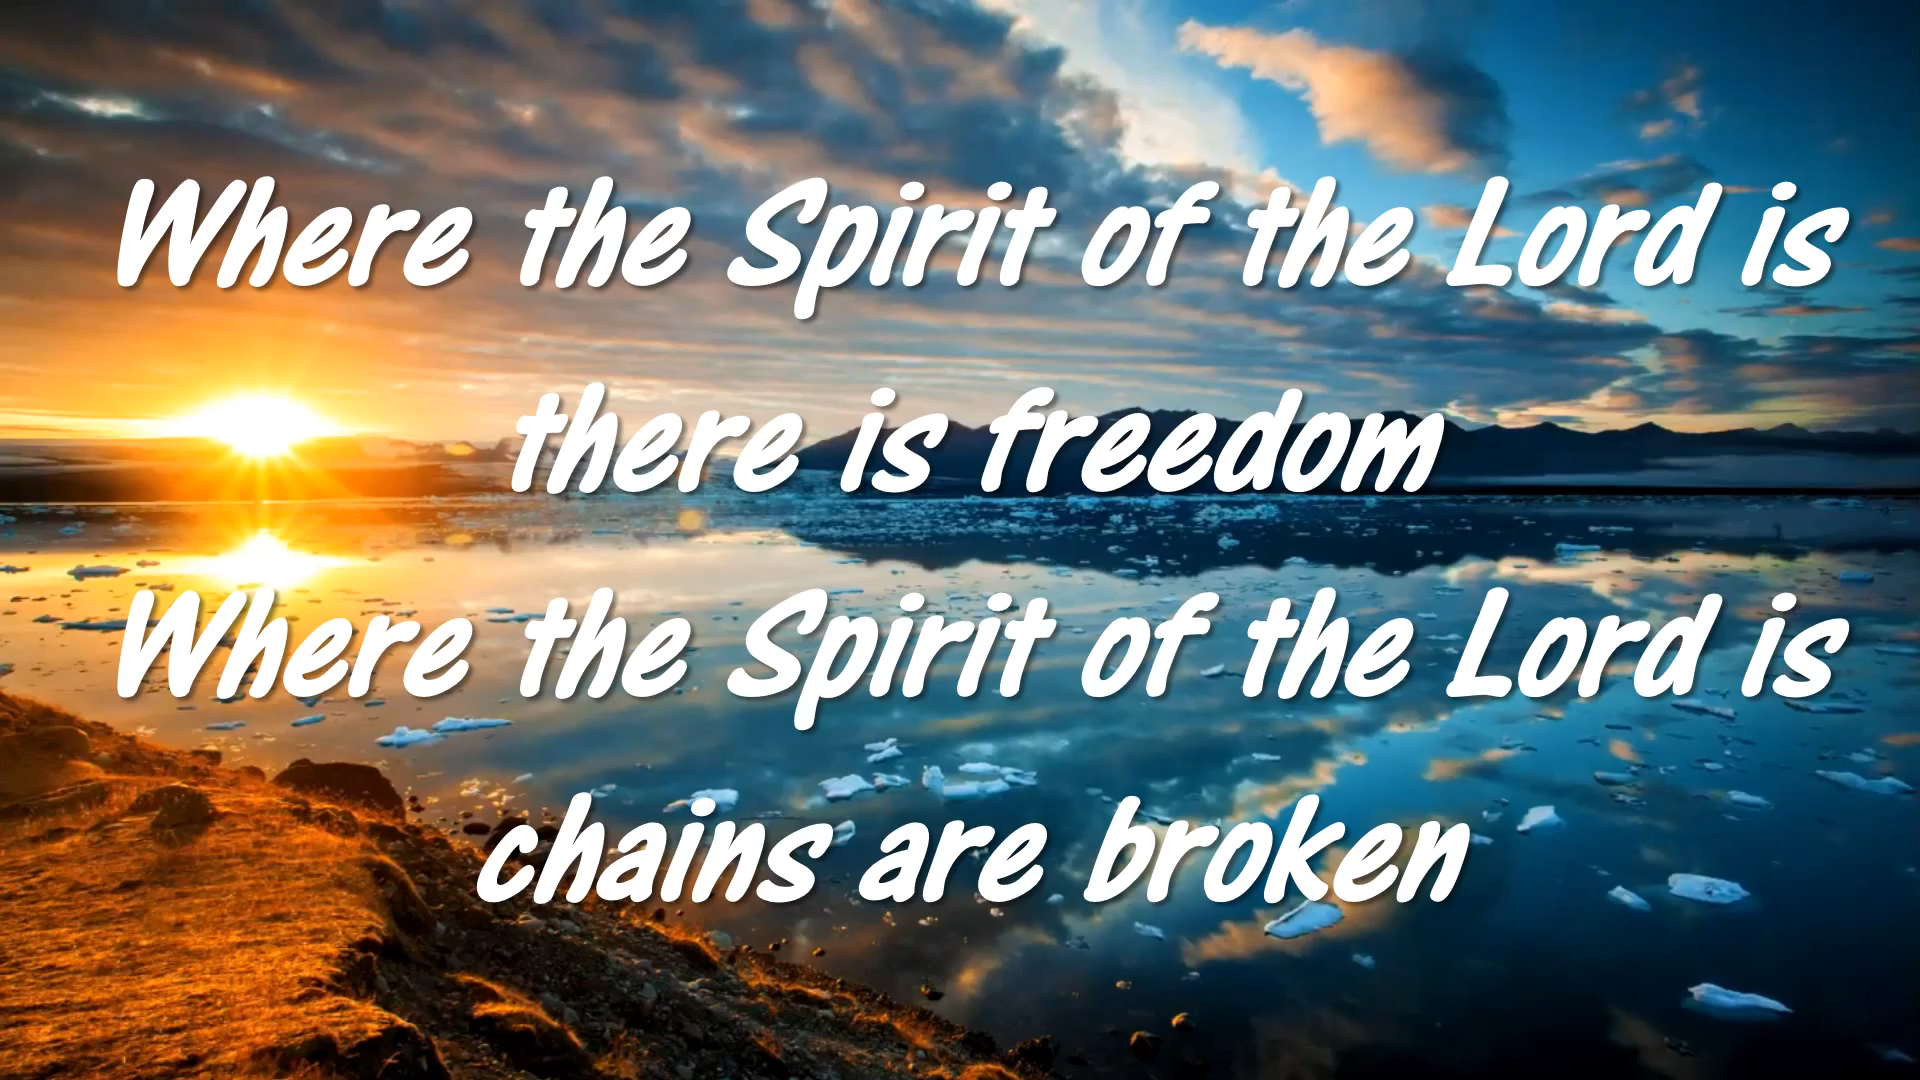 Where the Spirit of the Lord is
there is freedom
Where the Spirit of the Lord is
chains are broken